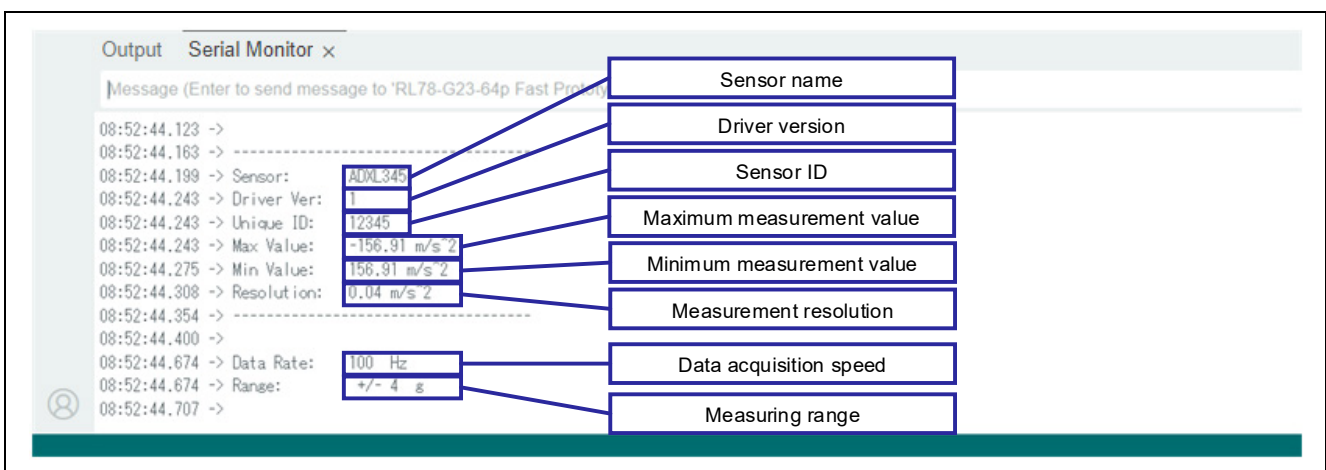 Output Serial Monitor ×
Message (Enter to send message to 'RL78-G23-64p Fast Prototy
08:52:44.123 ->
08:52:44.163 -> ------------------------------------
08:52:44.199 -> Sensor: ADXL345
08:52:44.243 -> Driver Ver: 1
08:52:44.243 -> Unique ID: 12345
08:52:44.243 -> Max Value: -156.91 m/s^2
08:52:44.275 -> Min Value: 156.91 m/s^2
08:52:44.308 -> Resolution: 0.04 m/s^2
08:52:44.354 -> ------------------------------------
08:52:44.400 ->
08:52:44.674 -> Data Rate: 100 Hz
08:52:44.674 -> Range: +/- 4 g
08:52:44.707 ->
Sensor name
Driver version
Sensor ID
Maximum measurement value
Minimum measurement value
Measurement resolution
Data acquisition speed
Measuring range